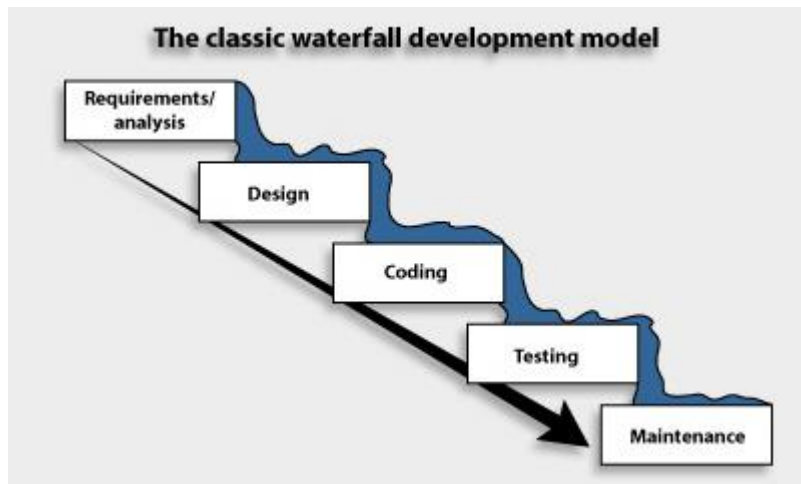 The classic waterfall development model
Requirements/
analysis
Design
Coding
Testing
Maintenance